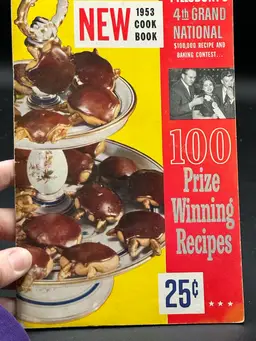 NEW
1953
COOK
BOOK
4th GRAND
NATIONAL
$100,000 RECIPE AND
BAKING CONTEST...
100
Prize
Winning
Recipes
25¢